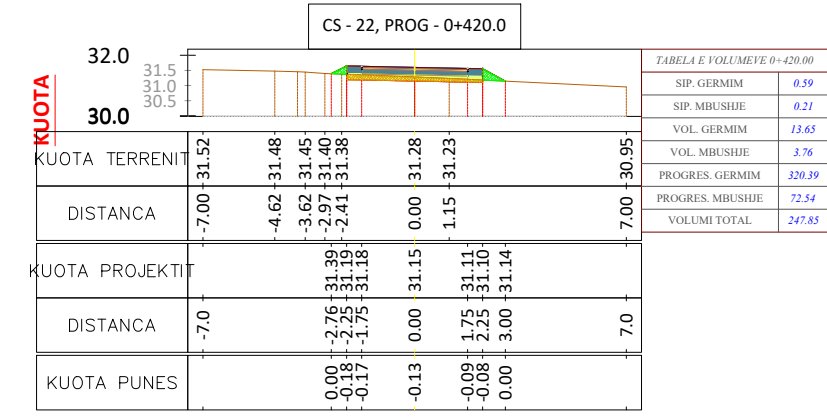 CS - 22, PROG - 0+420.0
KUOTA
32.0
30.0
31.5
31.0
30.5
TABELA E VOLUMEVE 0+420.00
SIP. GERMIM 0.59
SIP. MBUSHJE 0.21
VOL. GERMIM 13.65
VOL. MBUSHJE 3.76
PROGRES. GERMIM 320.39
PROGRES. MBUSHJE 72.54
VOLUMI TOTAL 247.85
KUOTA TERRENIT 31.52 31.48 31.45 31.40 31.38 31.28 31.23 30.95
DISTANCA -7.00 -4.62 -3.62 -2.97 -2.41 0.00 1.15 7.00
KUOTA PROJEKTIT 31.39 31.19 31.18 31.15 31.11 31.10 31.14
DISTANCA -7.0 -2.76 -2.25 -1.75 0.00 1.75 2.25 3.00 7.0
KUOTA PUNES 0.00 -0.18 -0.17 -0.13 -0.09 -0.08 0.00